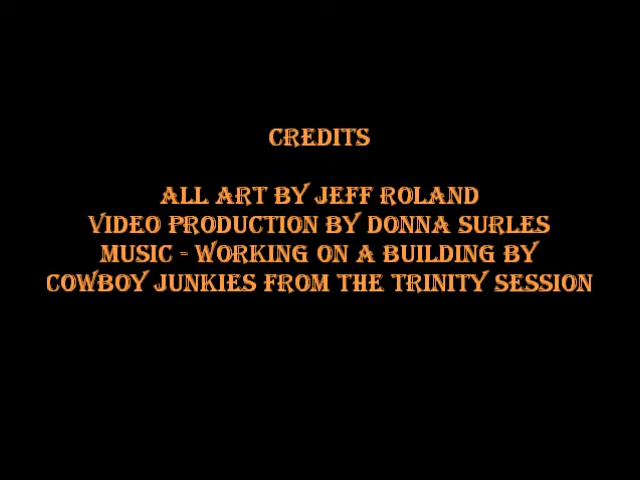 CREDITS
ALL ART BY JEFF ROLAND
VIDEO PRODUCTION BY DONNA SURLES
MUSIC - WORKING ON A BUILDING BY
COWBOY JUNKIES FROM THE TRINITY SESSION